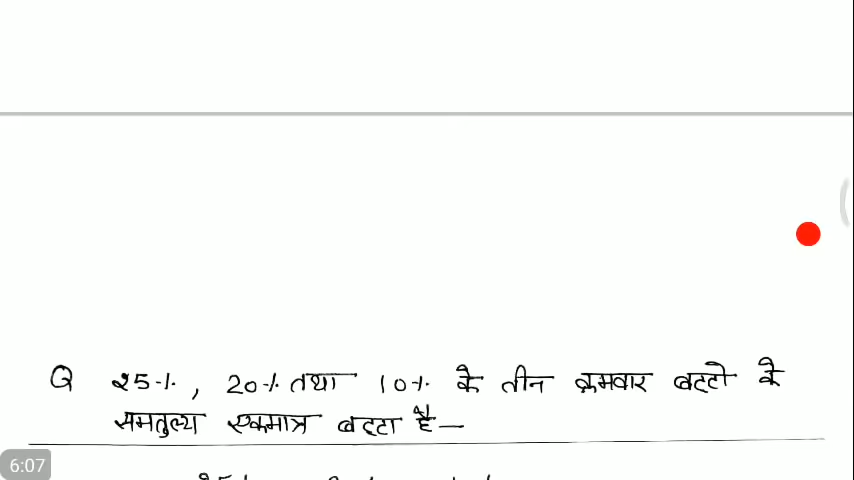 Q 25%, 20% तथा 10% के तीन क्रमवार बट्टो के
समतुल्य एकमात्र बट्टा है—
6:07